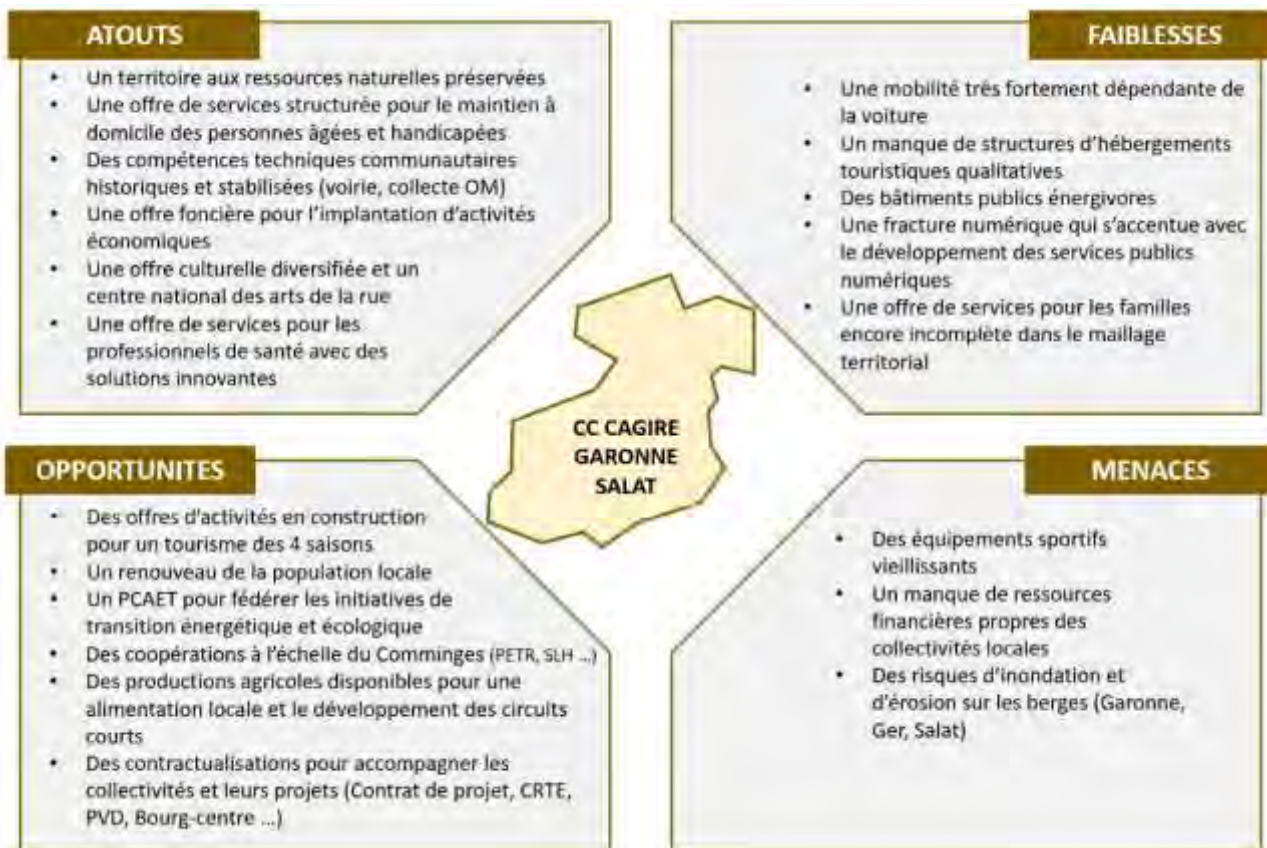 ATOUTS
• Un territoire aux ressources naturelles préservées
• Une offre de services structurée pour le maintien à
domicile des personnes âgées et handicapées
• Des compétences techniques communautaires
historiques et stabilisées (voirie, collecte OM)
• Une offre foncière pour l'implantation d'activités
économiques
• Une offre culturelle diversifiée et un
centre national des arts de la rue
• Une offre de services pour les
professionnels de santé avec des
solutions innovantes
FAIBLESSES
• Une mobilité très fortement dépendante de
la voiture
• Un manque de structures d'hébergements
touristiques qualitatives
• Des bâtiments publics énergivores
• Une fracture numérique qui s'accentue avec
le développement des services publics
numériques
• Une offre de services pour les familles
encore incomplète dans le maillage
territorial
CC CAGIRE
GARONNE
SALAT
OPPORTUNITES
• Des offres d'activités en construction
pour un tourisme des 4 saisons
• Un renouveau de la population locale
• Un PCAET pour fédérer les initiatives de
transition énergétique et écologique
• Des coopérations à l'échelle du Comminges (PETR, SLH ...)
• Des productions agricoles disponibles pour une
alimentation locale et le développement des circuits
courts
• Des contractualisations pour accompagner les
collectivités et leurs projets (Contrat de projet, CRTE,
PVD, Bourg-centre ...)
MENACES
• Des équipements sportifs
vieillissants
• Un manque de ressources
financières propres des
collectivités locales
• Des risques d'inondation et
d'érosion sur les berges (Garonne,
Ger, Salat)